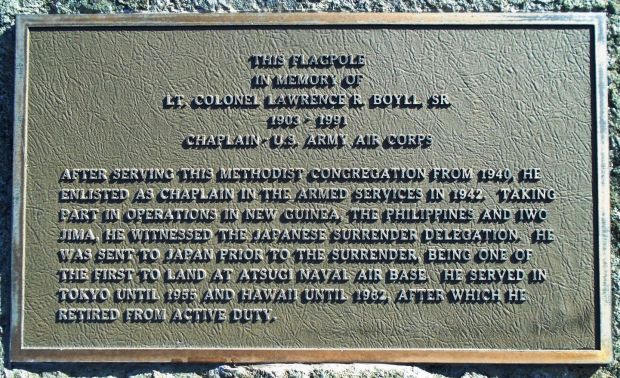 THIS FLAGPOLE
IN MEMORY OF
LT. COLONEL LAWRENCE R. BOYLL, SR.
1903 - 1991
CHAPLAIN - U.S. ARMY AIR CORPS
AFTER SERVING THIS METHODIST CONGREGATION FROM 1940, HE
ENLISTED AS CHAPLAIN IN THE ARMED SERVICES IN 1942. TAKING
PART IN OPERATIONS IN NEW GUINEA, THE PHILIPPINES AND IWO
JIMA, HE WITNESSED THE JAPANESE SURRENDER DELEGATION. HE
WAS SENT TO JAPAN PRIOR TO THE SURRENDER, BEING ONE OF
THE FIRST TO LAND AT ATSUGI NAVAL AIR BASE. HE SERVED IN
TOKYO UNTIL 1955 AND HAWAII UNTIL 1962, AFTER WHICH HE
RETIRED FROM ACTIVE DUTY.